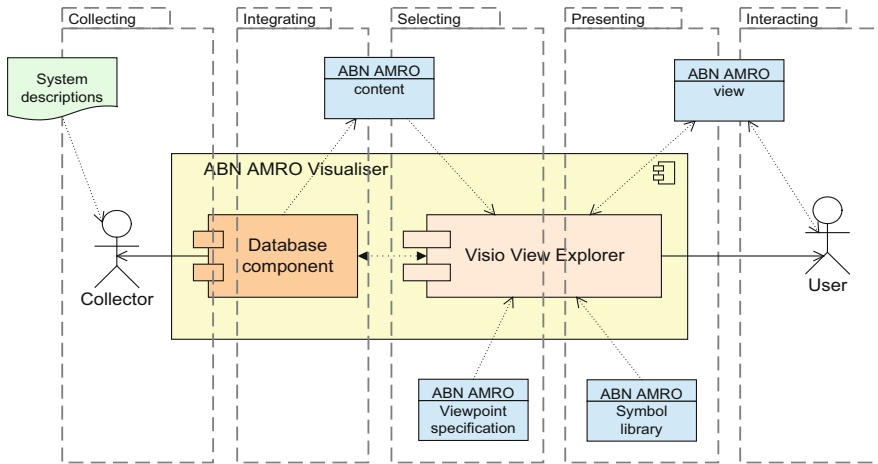 Collecting
Integrating
Selecting
Presenting
Interacting
System
descriptions
ABN AMRO
content
ABN AMRO
view
ABN AMRO Visualiser
Database
component
Visio View Explorer
Collector
User
ABN AMRO
Viewpoint
specification
ABN AMRO
Symbol
library